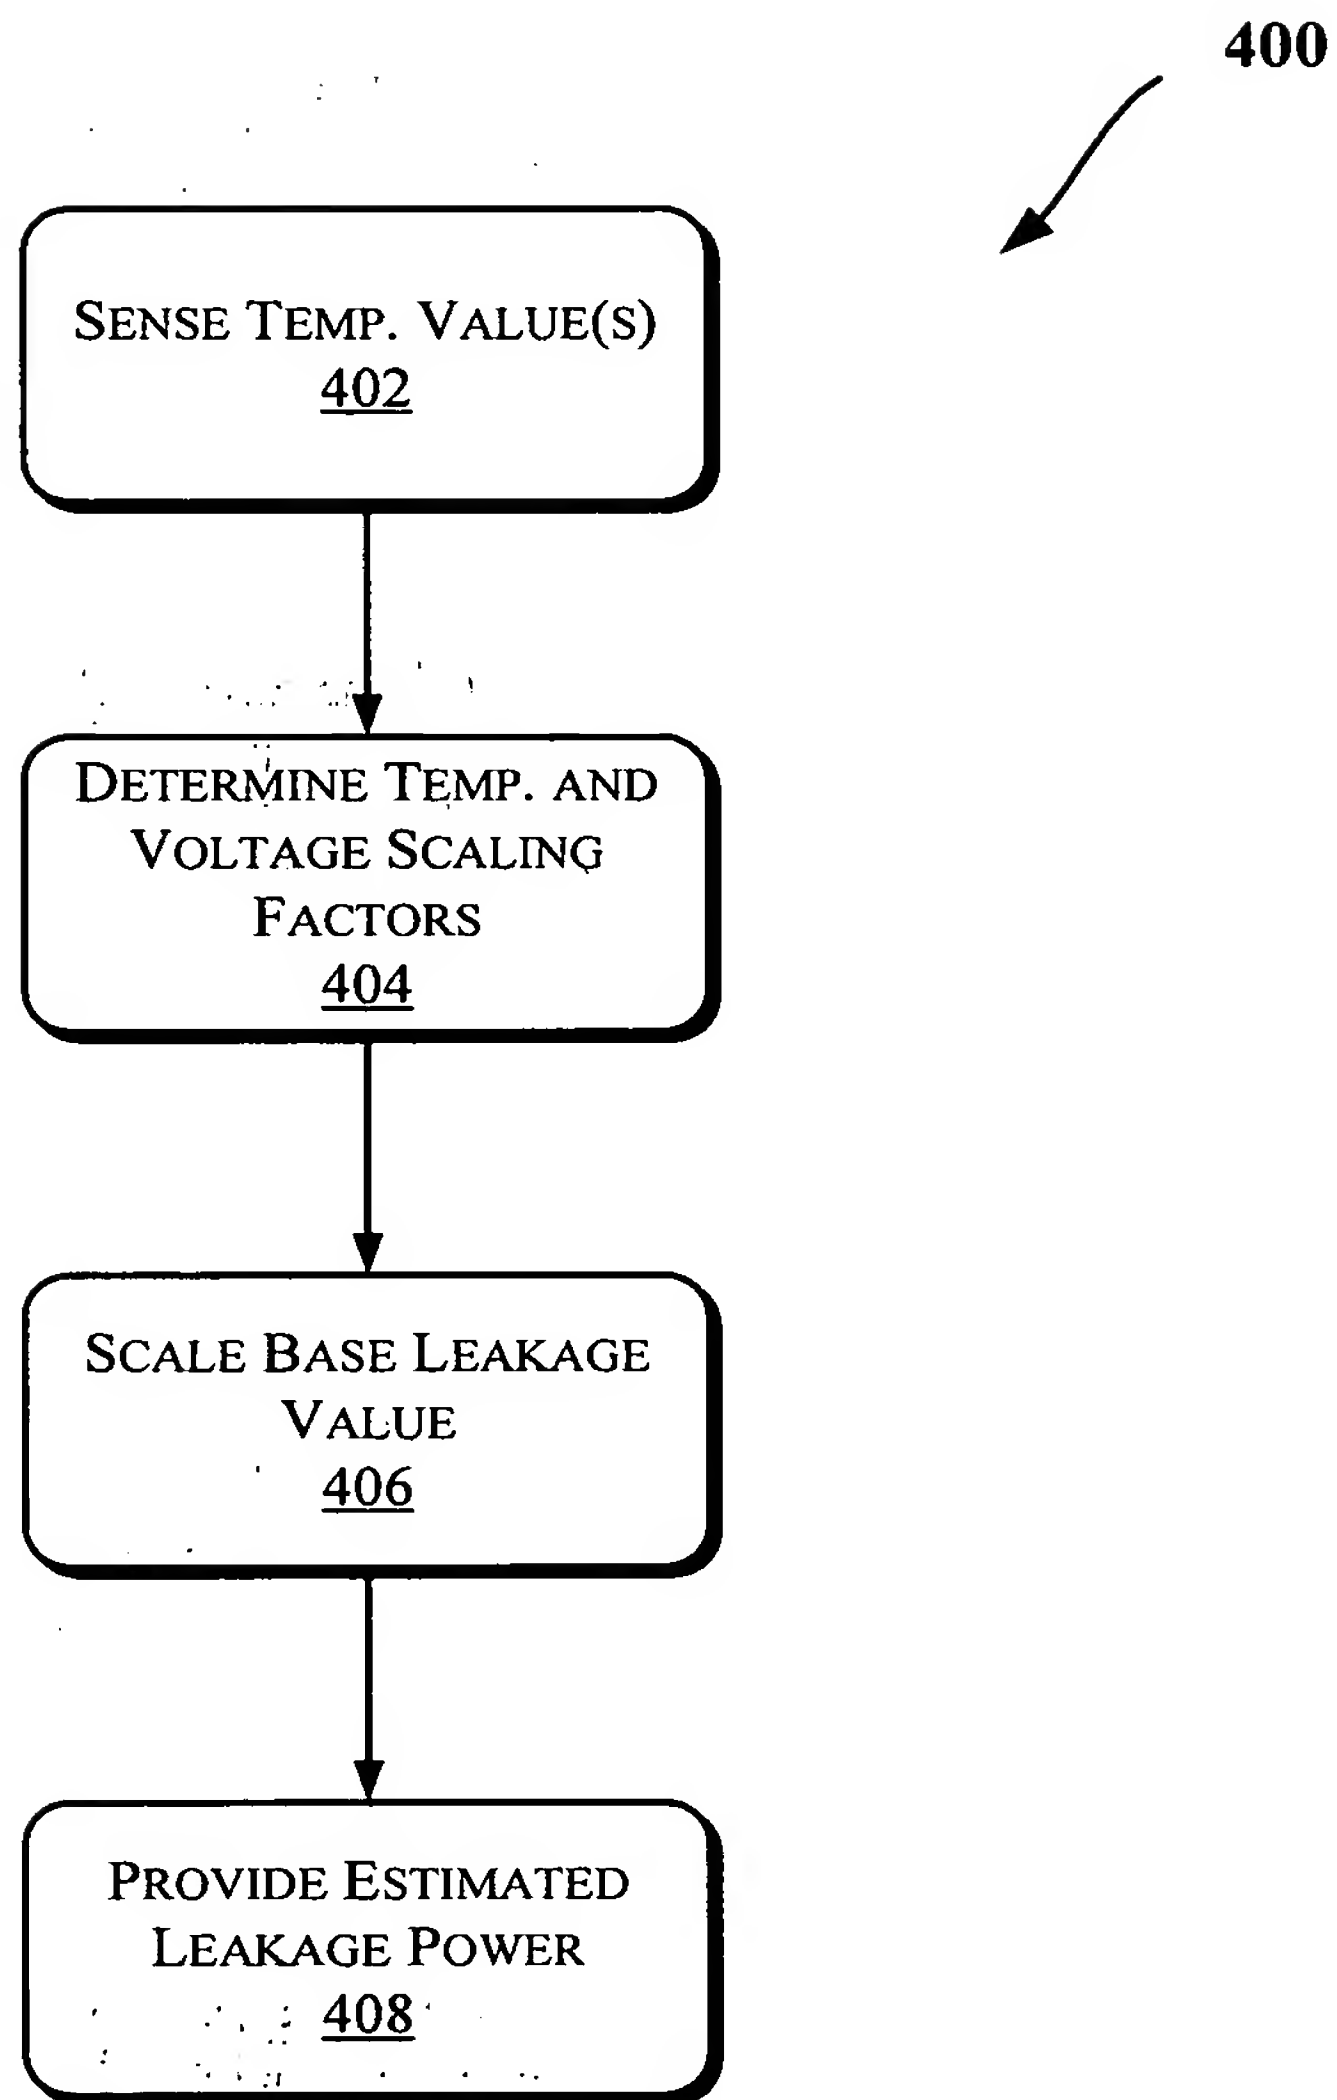 400
SENSE TEMP. VALUE(S)
402
DETERMINE TEMP. AND
VOLTAGE SCALING
FACTORS
404
SCALE BASE LEAKAGE
VALUE
406
PROVIDE ESTIMATED
LEAKAGE POWER
408